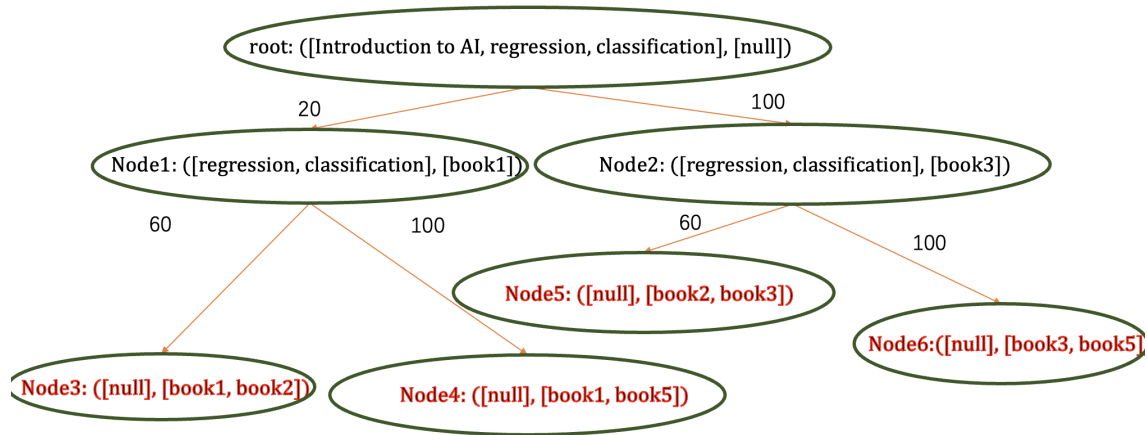 root: ([Introduction to AI, regression, classification], [null])
20
100
Node1: ([regression, classification], [book1])
Node2: ([regression, classification], [book3])
60
100
60
100
Node5: ([null], [book2, book3])
Node6:([null], [book3, book5]
Node3: ([null], [book1, book2])
Node4: ([null], [book1, book5])